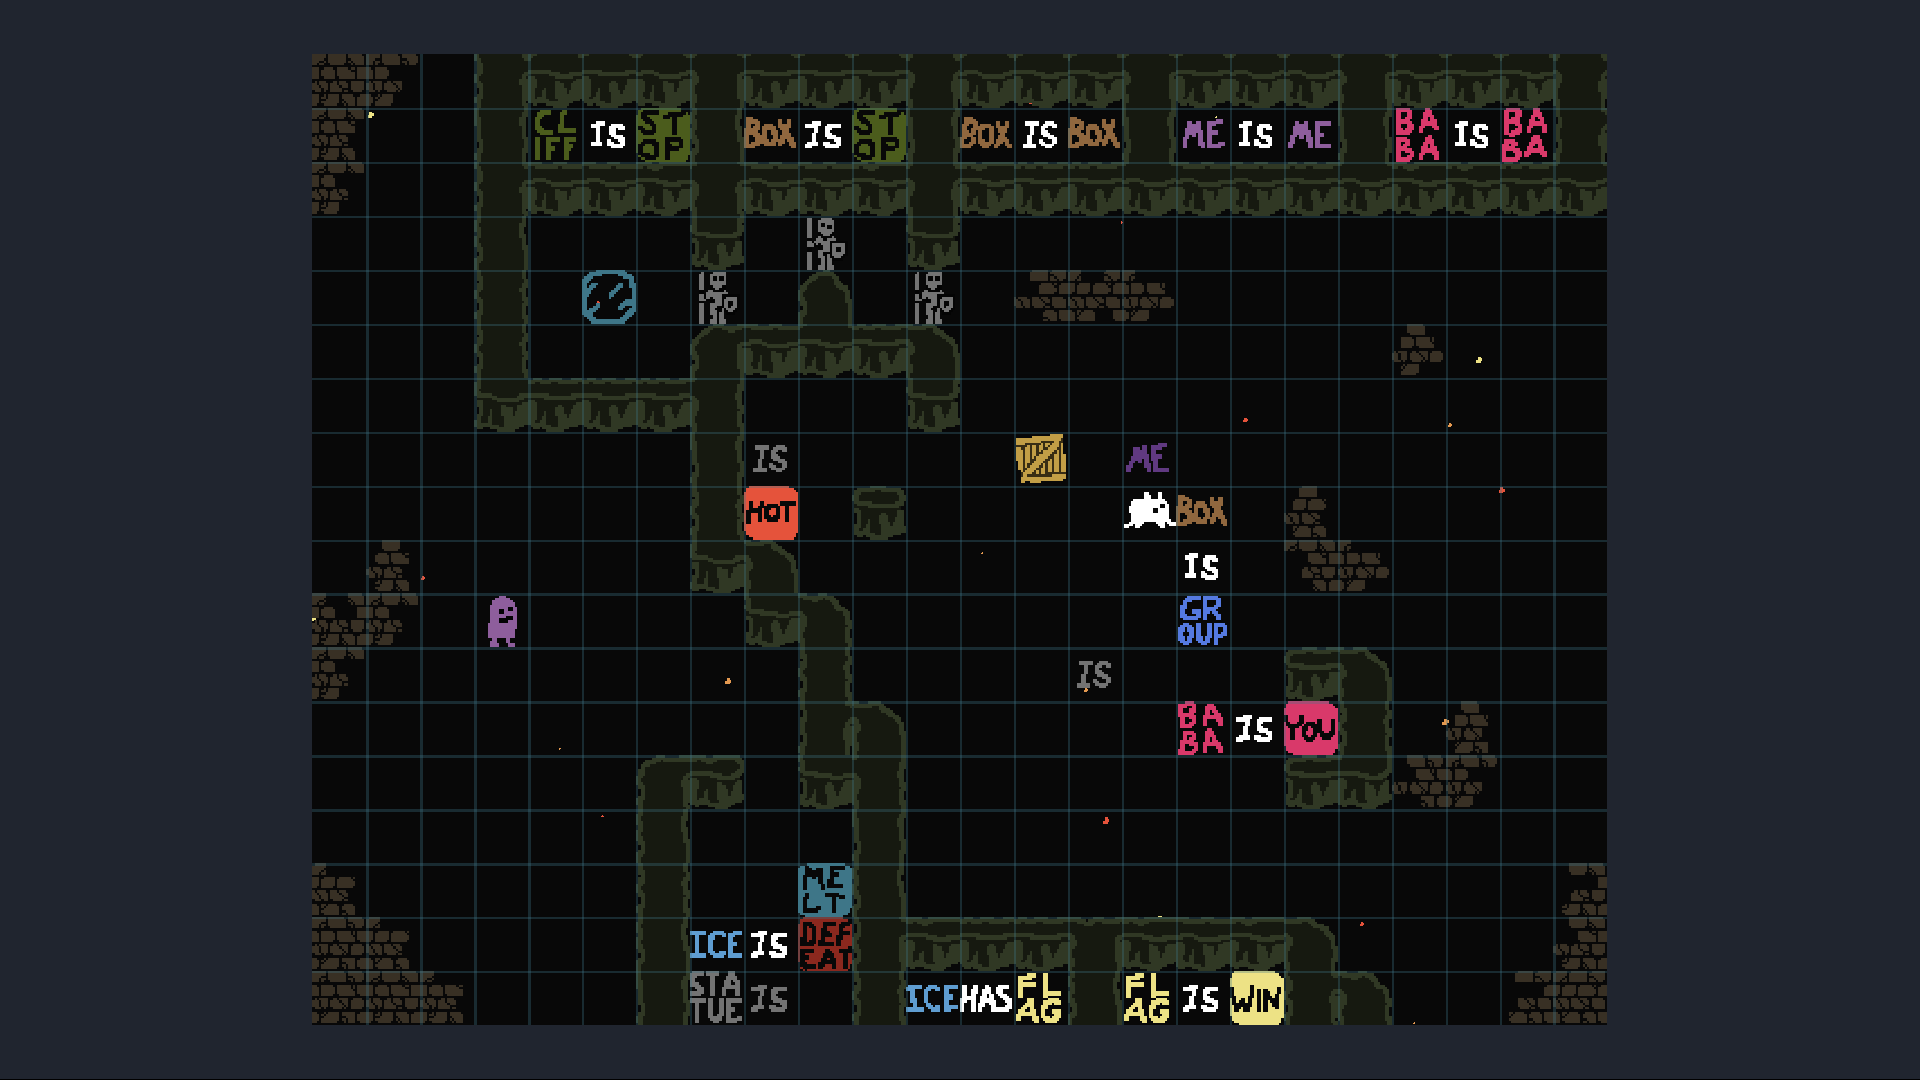 CLIFF IS STOP BOX IS STOP BOX IS BOX ME IS ME BABA IS BABA
IS ME
HOT BOX
IS
GROUP
IS
BABA IS YOU
MELT
ICE IS DEFEAT
STATUE IS ICE HAS FLAG FLAG IS WIN